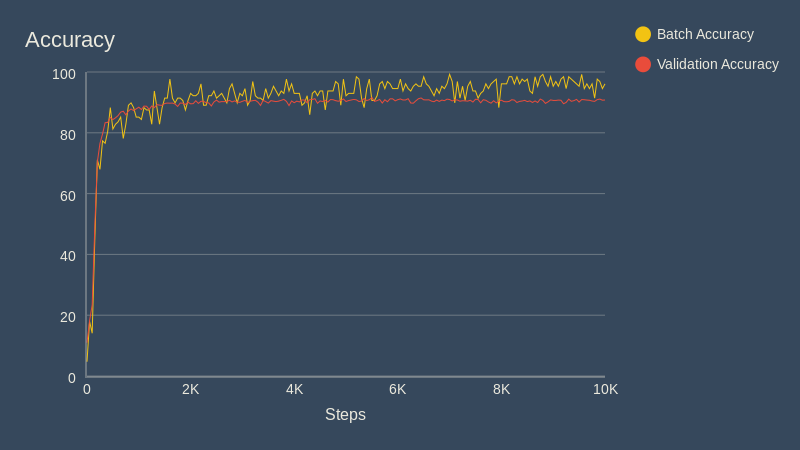 Accuracy
Batch Accuracy
Validation Accuracy
100
80
60
40
20
0
0 2K 4K 6K 8K 10K
Steps